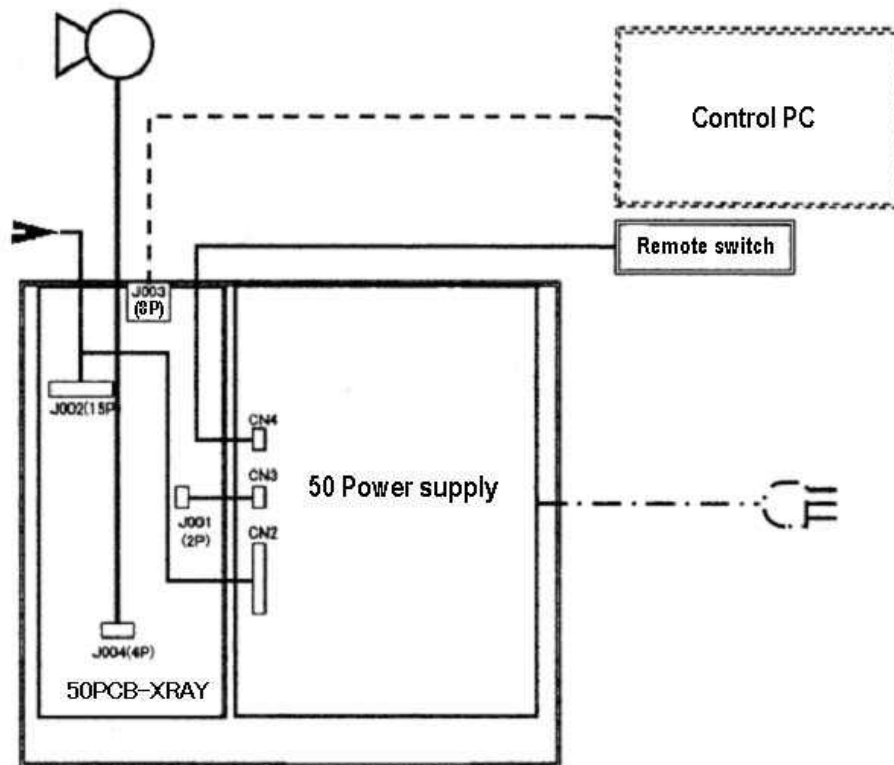 Control PC
Remote switch
J003
(8P)
J002(15P)
CN4
CN3
J001
(2P)
CN2
50 Power supply
J004(4P)
50PCB-XRAY